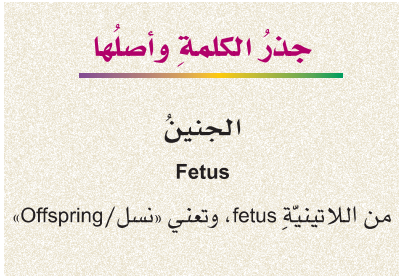 جذرُ الكلمةِ وأصلُها
الجنينُ
Fetus
من اللاتينيّةِ fetus، وتعني «نسل/Offspring»